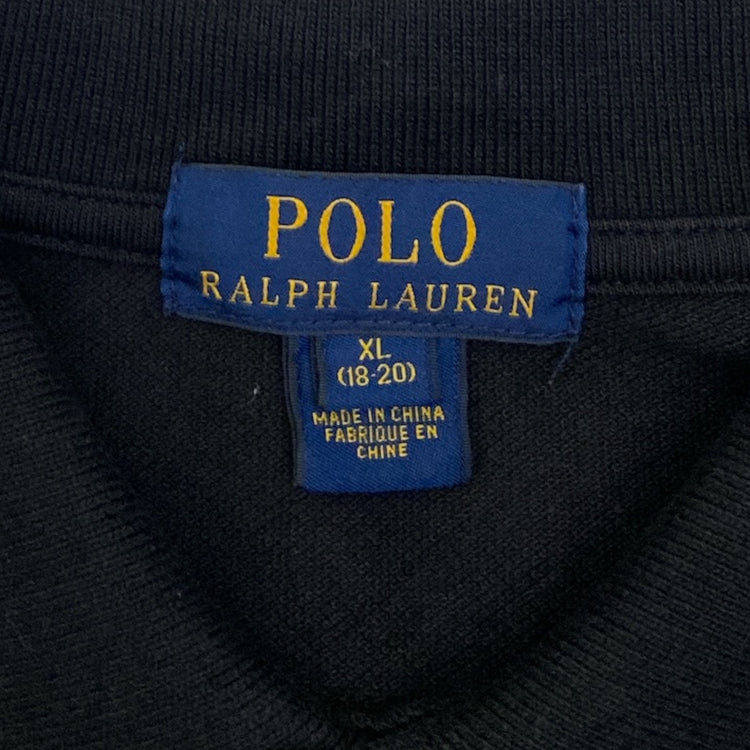 POLO
RALPH LAUREN
XL
(18-20)
MADE IN CHINA
FABRIQUE EN
CHINE